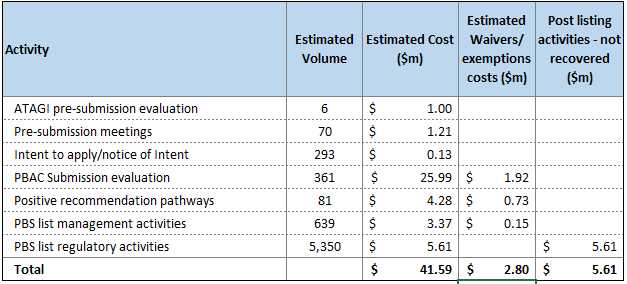 Activity Estimated Volume Estimated Cost ($m) Estimated Waivers/ exemptions costs ($m) Post listing activities - not recovered ($m)
ATAGI pre-submission evaluation 6 $ 1.00
Pre-submission meetings 70 $ 1.21
Intent to apply/notice of Intent 293 $ 0.13
PBAC Submission evaluation 361 $ 25.99 $ 1.92
Positive recommendation pathways 81 $ 4.28 $ 0.73
PBS list management activities 639 $ 3.37 $ 0.15
PBS list regulatory activities 5,350 $ 5.61 $ 5.61
Total $ 41.59 $ 2.80 $ 5.61